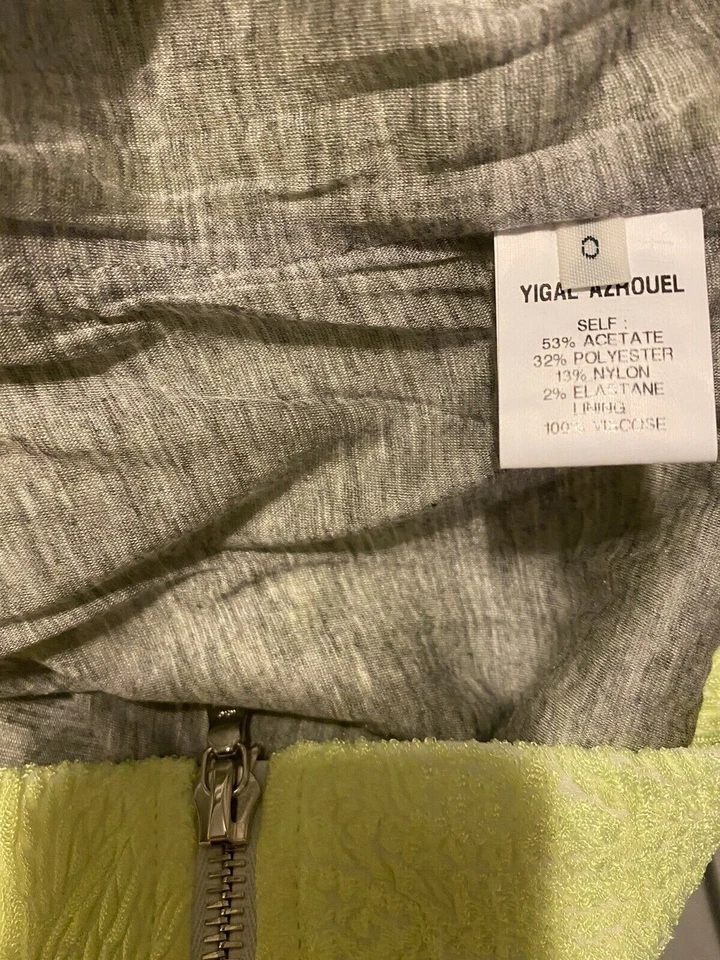 0
YIGAL AZROUEL
SELF :
53% ACETATE
32% POLYESTER
13% NYLON
2% ELASTANE
LINING
100% VISCOSE